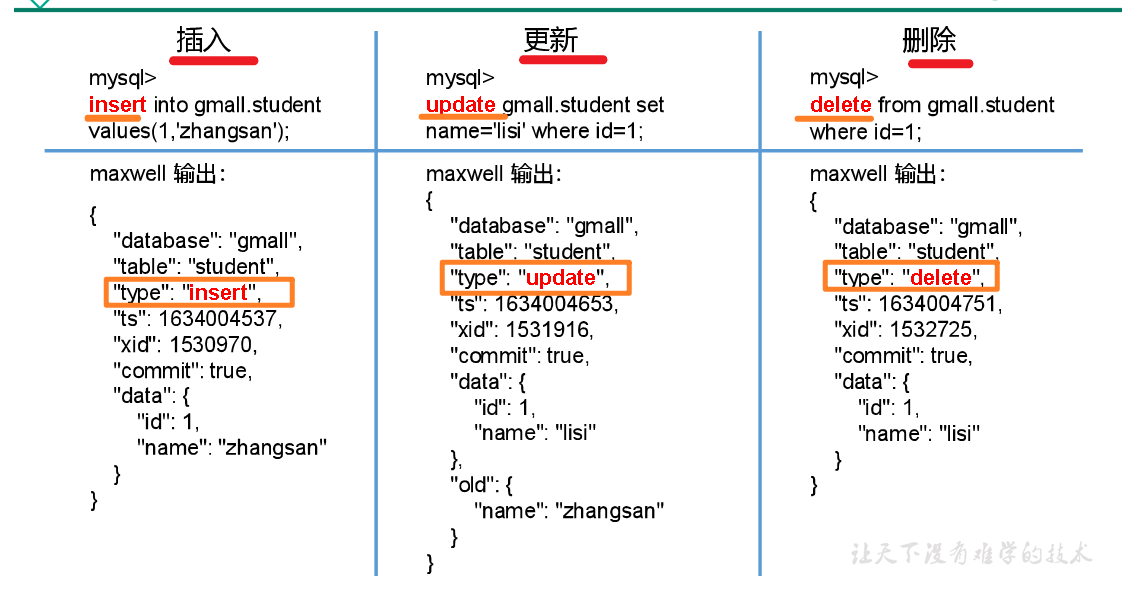 插入
mysql>
insert into gmall.student
values(1,'zhangsan');
maxwell 输出：
{
"database": "gmall",
"table": "student",
"type": "insert",
"ts": 1634004537,
"xid": 1530970,
"commit": true,
"data": {
"id": 1,
"name": "zhangsan"
}
}
更新
mysql>
update gmall.student set
name='lisi' where id=1;
maxwell 输出：
{
"database": "gmall",
"table": "student",
"type": "update",
"ts": 1634004653,
"xid": 1531916,
"commit": true,
"data": {
"id": 1,
"name": "lisi"
},
"old": {
"name": "zhangsan"
}
}
删除
mysql>
delete from gmall.student
where id=1;
maxwell 输出：
{
"database": "gmall",
"table": "student",
"type": "delete",
"ts": 1634004751,
"xid": 1532725,
"commit": true,
"data": {
"id": 1,
"name": "lisi"
}
}
让天下没有难学的技术